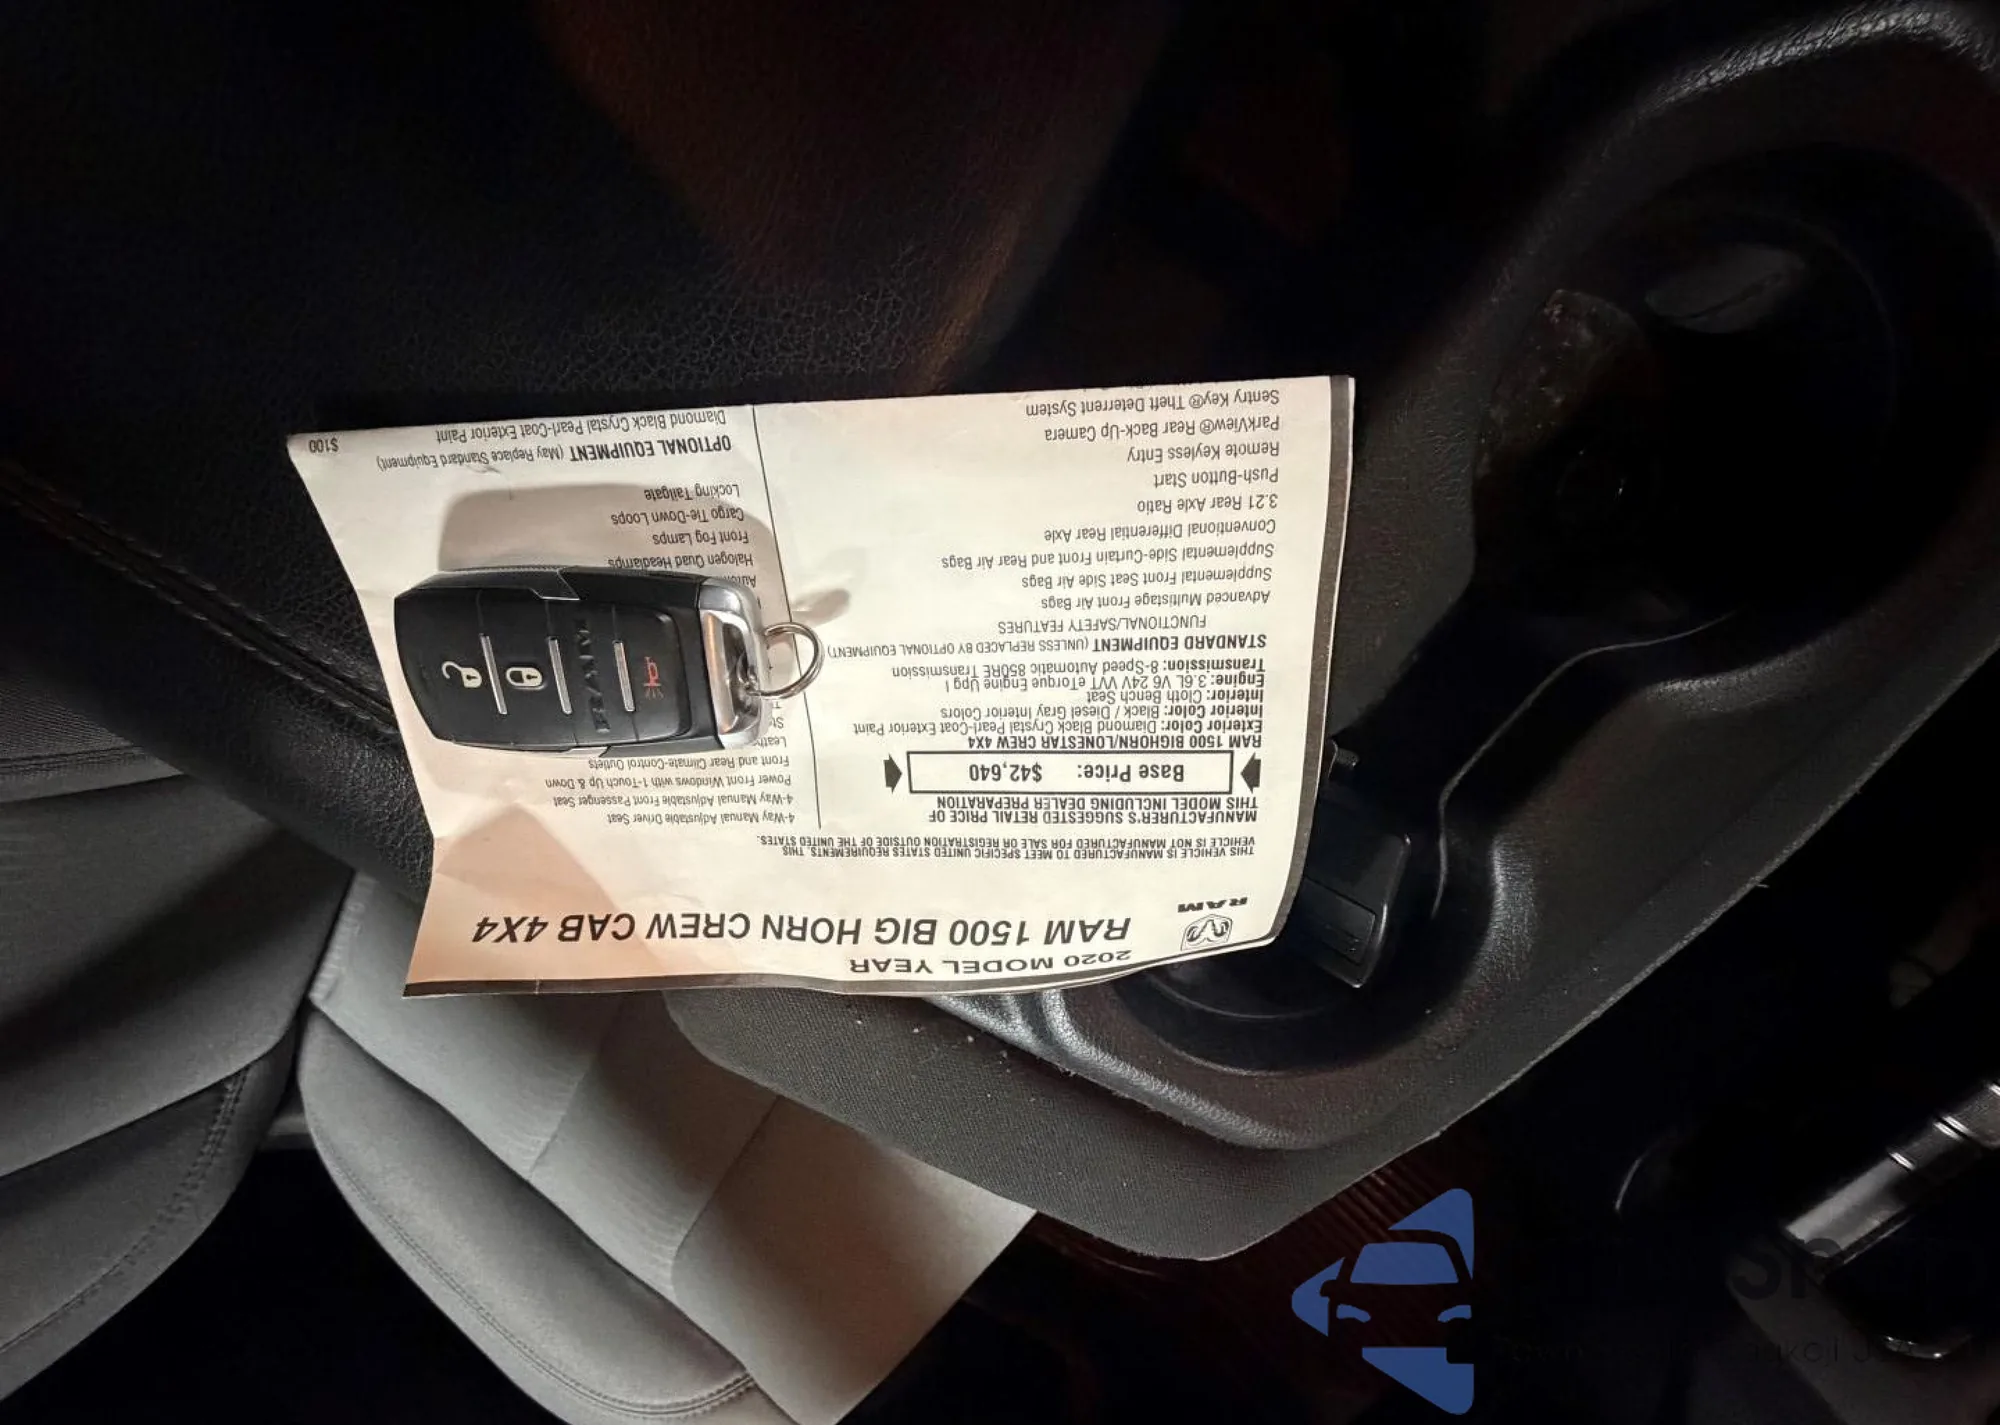 2020 MODEL YEAR
RAM 1500 BIG HORN CREW CAB 4X4
RAM
THIS VEHICLE IS MANUFACTURED TO MEET SPECIFIC UNITED STATES REQUIREMENTS. THIS
VEHICLE IS NOT MANUFACTURED FOR SALE OR REGISTRATION OUTSIDE OF THE UNITED STATES.
MANUFACTURER'S SUGGESTED RETAIL PRICE OF
THIS MODEL INCLUDING DEALER PREPARATION
Base Price: $42,640
RAM 1500 BIGHORN/LONESTAR CREW 4X4
Exterior Color: Diamond Black Crystal Pearl-Coat Exterior Paint
Interior Color: Black / Diesel Gray Interior Colors
Interior: Cloth Bench Seat
Engine: 3.6L V6 24V VVT eTorque Engine Upg I
Transmission: 8-Speed Automatic 850RE Transmission
STANDARD EQUIPMENT (UNLESS REPLACED BY OPTIONAL EQUIPMENT)
FUNCTIONAL/SAFETY FEATURES
Advanced Multistage Front Air Bags
Supplemental Front Seat Side Air Bags
Supplemental Side-Curtain Front and Rear Air Bags
Conventional Differential Rear Axle
3.21 Rear Axle Ratio
Push-Button Start
Remote Keyless Entry
ParkView® Rear Back-Up Camera
Sentry Key® Theft Deterrent System
4-Way Manual Adjustable Driver Seat
4-Way Manual Adjustable Front Passenger Seat
Power Front Windows with 1-Touch Up & Down
Front and Rear Climate-Control Outlets
Halogen Quad Headlamps
Front Fog Lamps
Cargo Tie-Down Loops
Locking Tailgate
OPTIONAL EQUIPMENT (May Replace Standard Equipment)
Diamond Black Crystal Pearl-Coat Exterior Paint $100